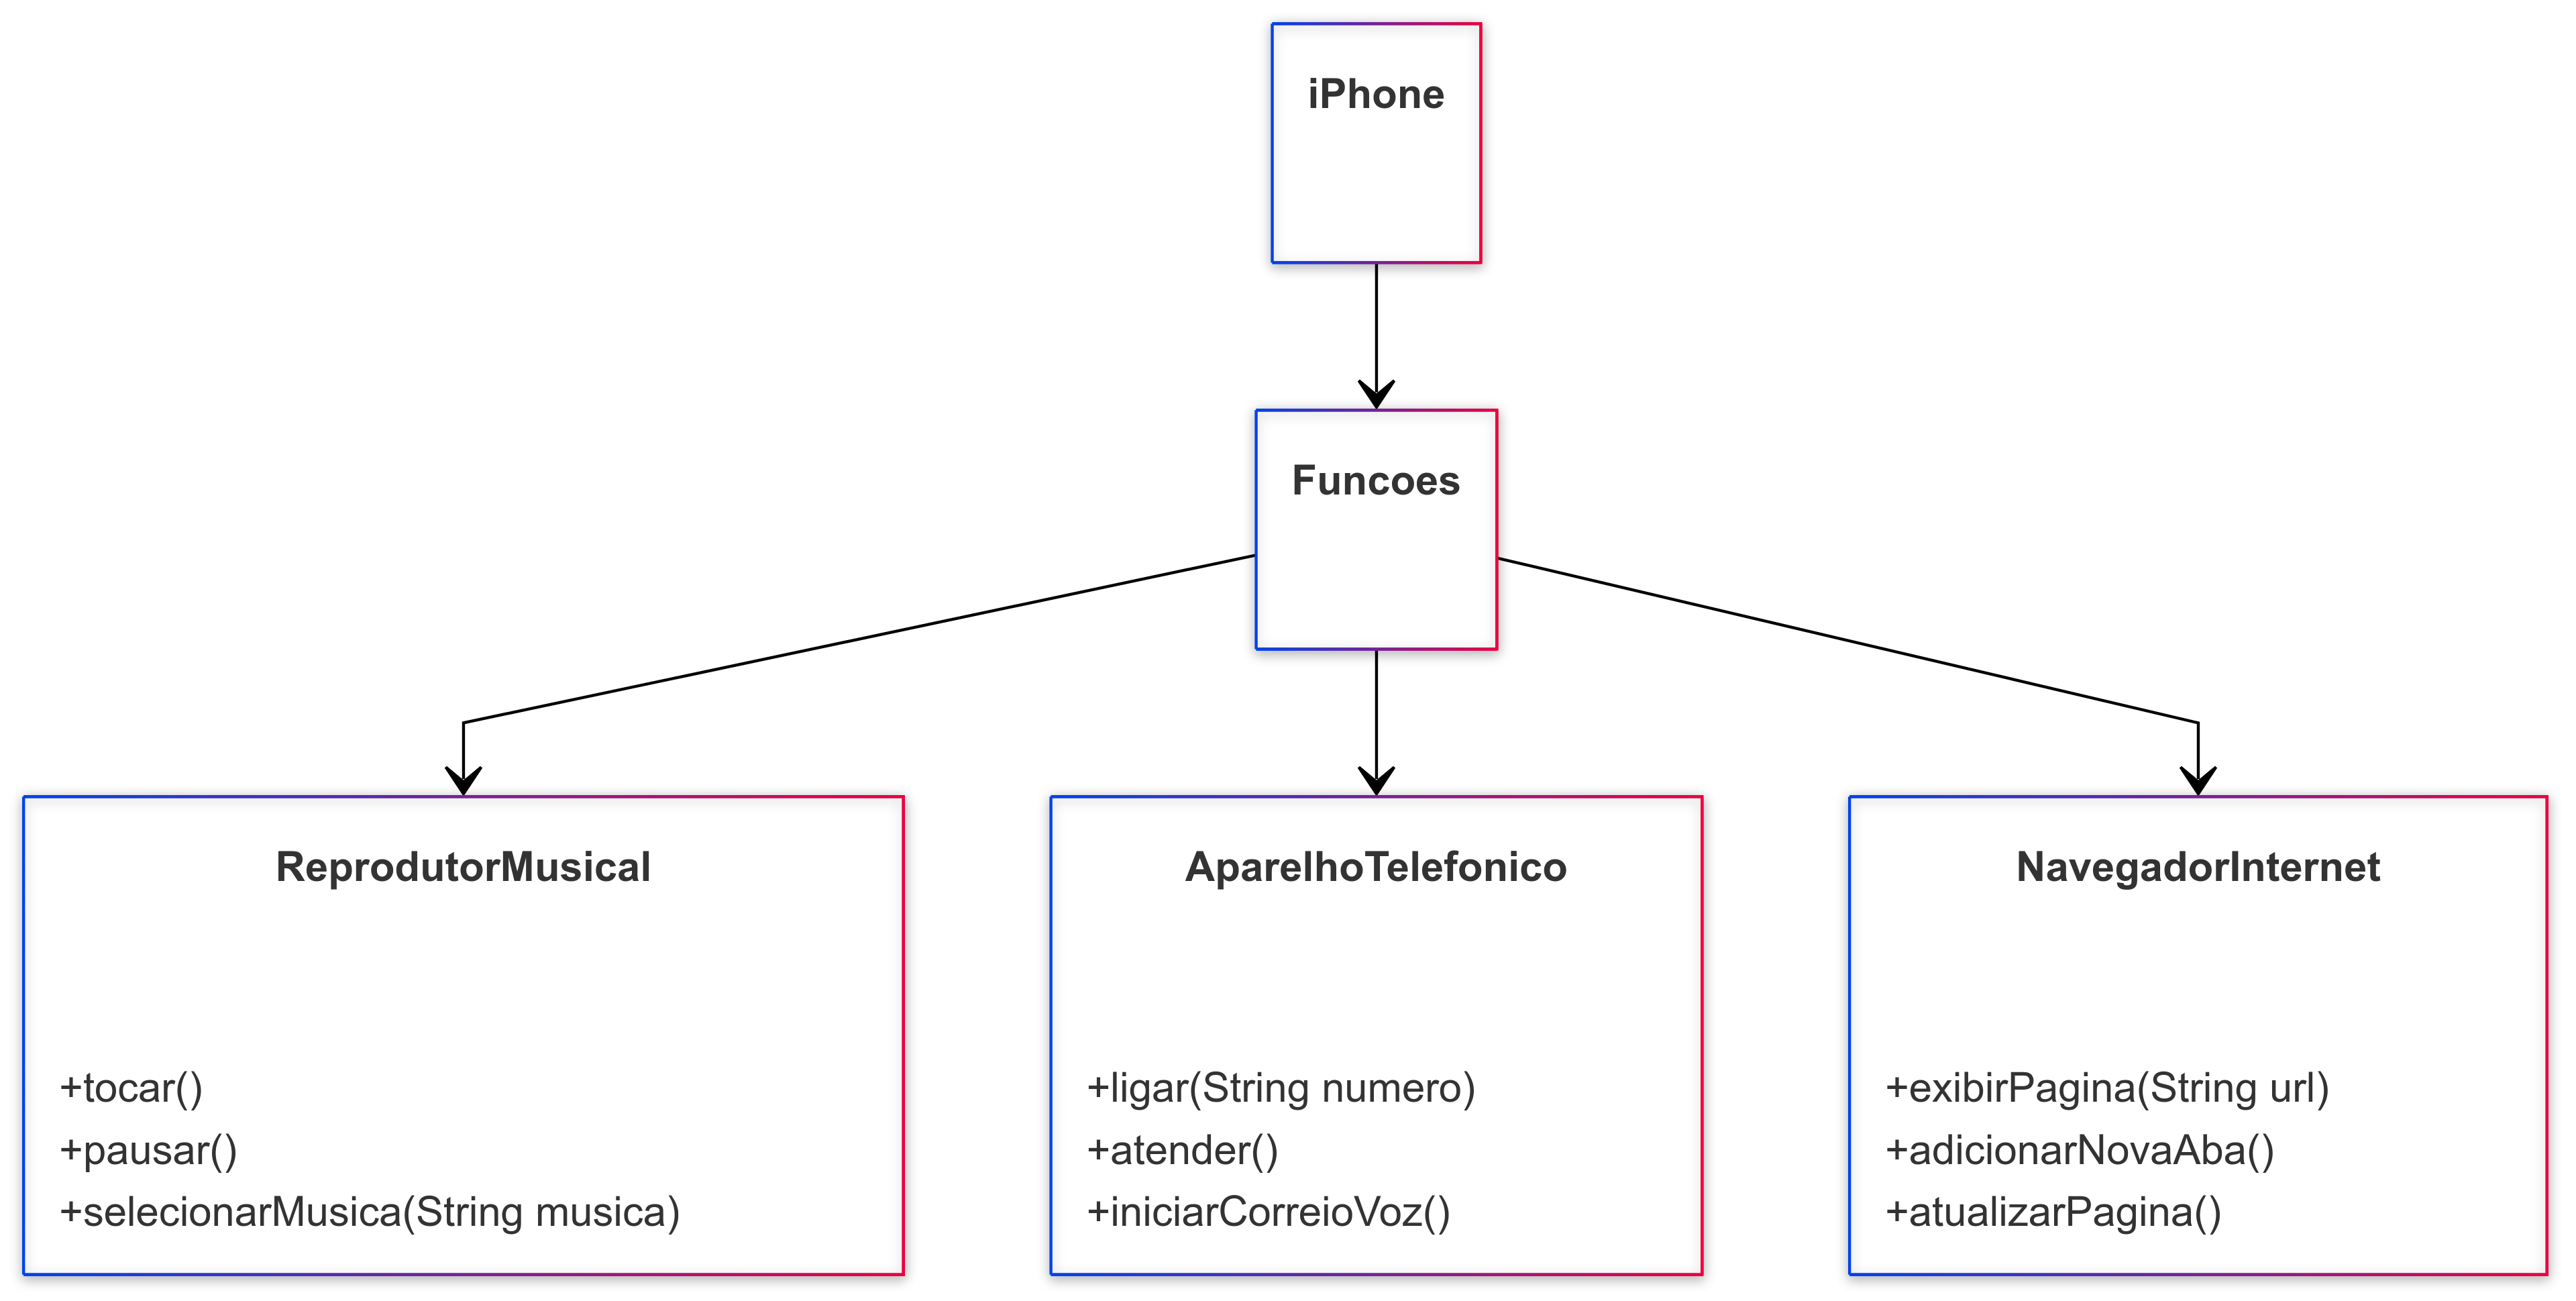 iPhone
Funcoes
ReprodutorMusical
+tocar()
+pausar()
+selecionarMusica(String musica)
AparelhoTelefonico
+ligar(String numero)
+atender()
+iniciarCorreioVoz()
NavegadorInternet
+exibirPagina(String url)
+adicionarNovaAba()
+atualizarPagina()